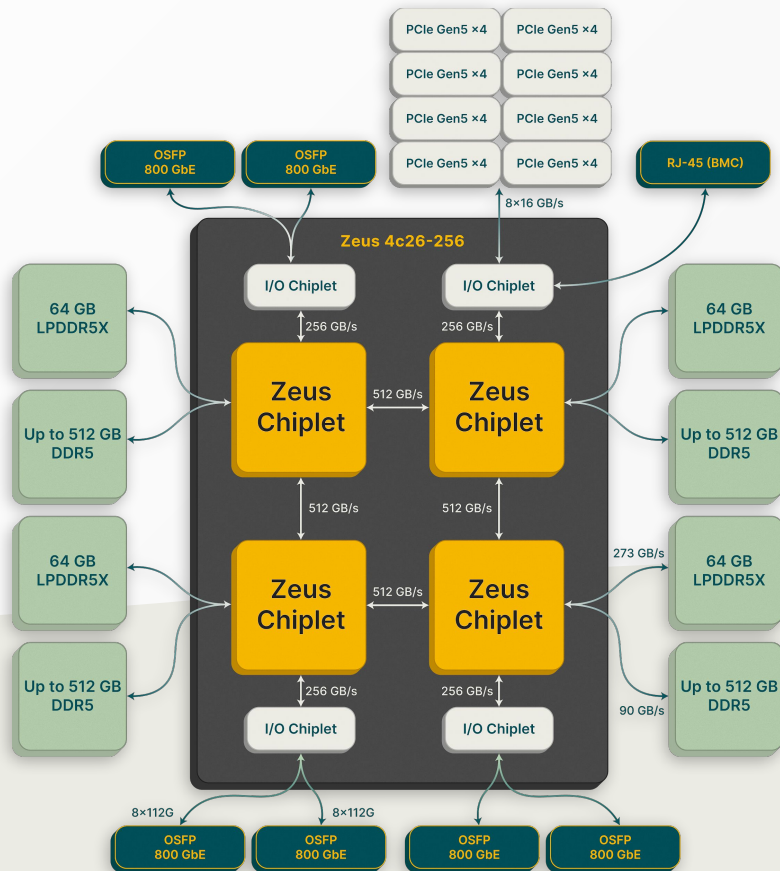 PCIe Gen5 ×4
PCIe Gen5 ×4
PCIe Gen5 ×4
PCIe Gen5 ×4
PCIe Gen5 ×4
PCIe Gen5 ×4
PCIe Gen5 ×4
PCIe Gen5 ×4
OSFP
800 GbE
OSFP
800 GbE
RJ-45 (BMC)
8×16 GB/s
Zeus 4c26-256
I/O Chiplet
I/O Chiplet
64 GB
LPDDR5X
256 GB/s
256 GB/s
64 GB
LPDDR5X
Zeus
Chiplet
512 GB/s
Zeus
Chiplet
Up to 512 GB
DDR5
Up to 512 GB
DDR5
512 GB/s
512 GB/s
64 GB
LPDDR5X
273 GB/s
64 GB
LPDDR5X
Zeus
Chiplet
512 GB/s
Zeus
Chiplet
Up to 512 GB
DDR5
256 GB/s
256 GB/s
Up to 512 GB
DDR5
90 GB/s
I/O Chiplet
I/O Chiplet
8×112G
8×112G
OSFP
800 GbE
OSFP
800 GbE
OSFP
800 GbE
OSFP
800 GbE